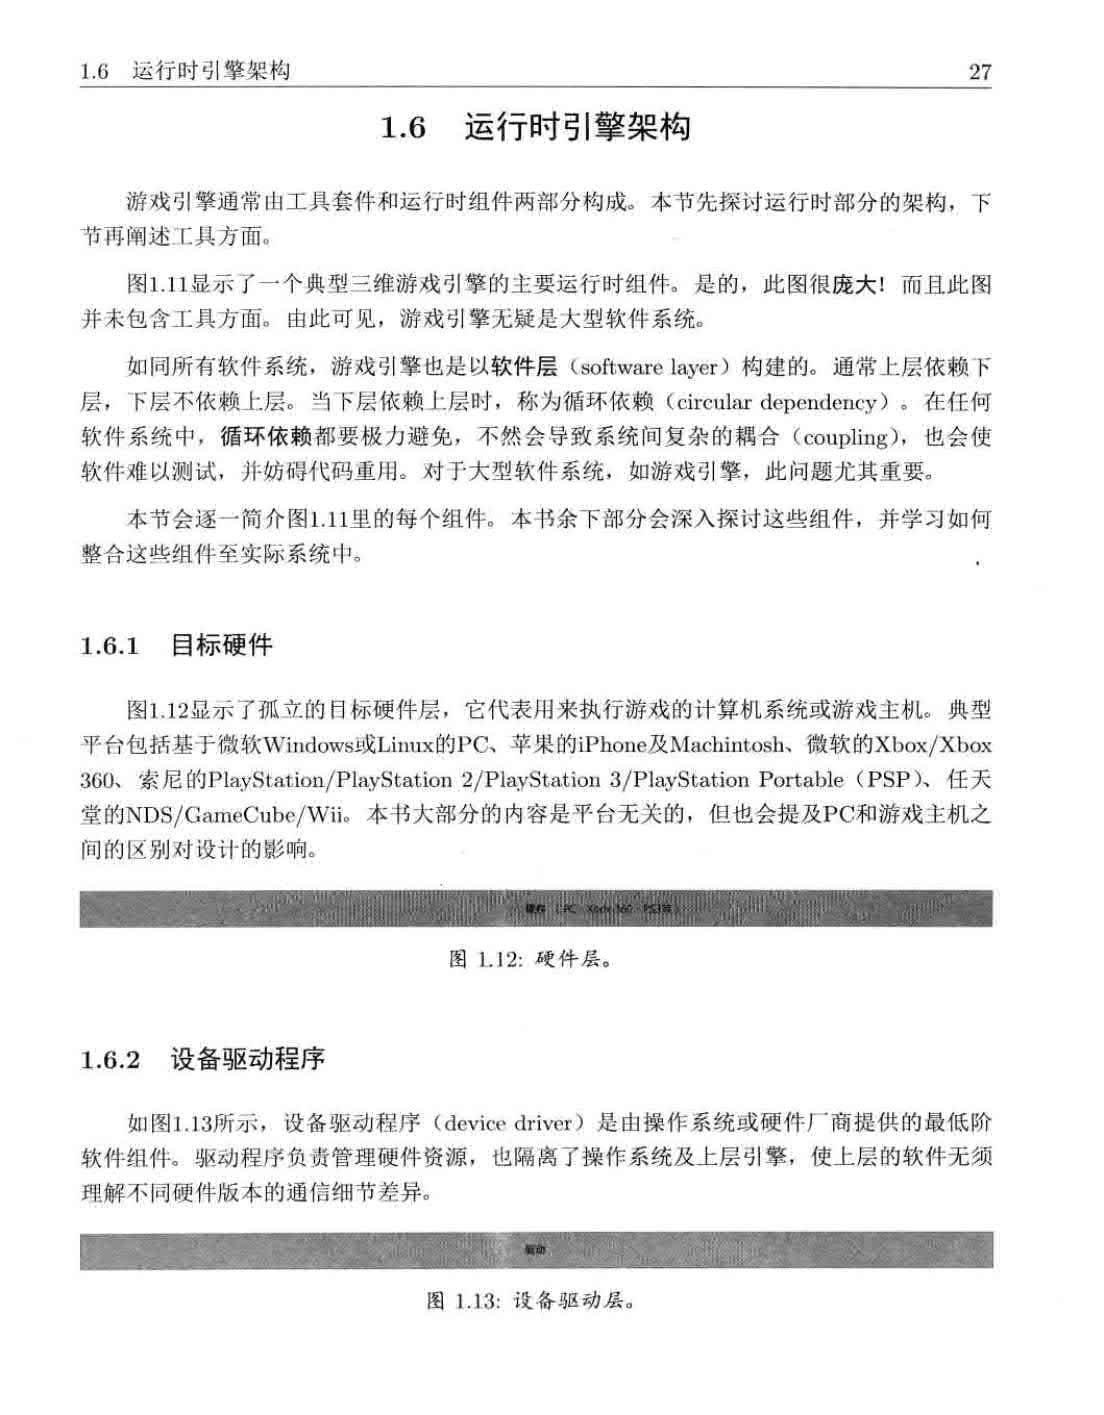 1.6 运行时引擎架构 27
1.6 运行时引擎架构
游戏引擎通常由工具套件和运行时组件两部分构成。本节先探讨运行时部分的架构，下
节再阐述工具方面。
图1.11显示了一个典型三维游戏引擎的主要运行时组件。是的，此图很庞大！而且此图
并未包含工具方面。由此可见，游戏引擎无疑是大型软件系统。
如同所有软件系统，游戏引擎也是以软件层（software layer）构建的。通常上层依赖下
层，下层不依赖上层。当下层依赖上层时，称为循环依赖（circular dependency）。在任何
软件系统中，循环依赖都要极力避免，不然会导致系统间复杂的耦合（coupling），也会使
软件难以测试，并妨碍代码重用。对于大型软件系统，如游戏引擎，此问题尤其重要。
本节会逐一简介图1.11里的每个组件。本书余下部分会深入探讨这些组件，并学习如何
整合这些组件至实际系统中。
1.6.1 目标硬件
图1.12显示了孤立的目标硬件层，它代表用来执行游戏的计算机系统或游戏主机。典型
平台包括基于微软Windows或Linux的PC、苹果的iPhone及Machintosh、微软的Xbox/Xbox
360、索尼的PlayStation/PlayStation 2/PlayStation 3/PlayStation Portable（PSP）、任天
堂的NDS/GameCube/Wii。本书大部分的内容是平台无关的，但也会提及PC和游戏主机之
间的区别对设计的影响。
硬件（PC、Xbox 360、PS3等）
图 1.12: 硬件层。
1.6.2 设备驱动程序
如图1.13所示，设备驱动程序（device driver）是由操作系统或硬件厂商提供的最低阶
软件组件。驱动程序负责管理硬件资源，也隔离了操作系统及上层引擎，使上层的软件无须
理解不同硬件版本的通信细节差异。
驱动
图 1.13: 设备驱动层。